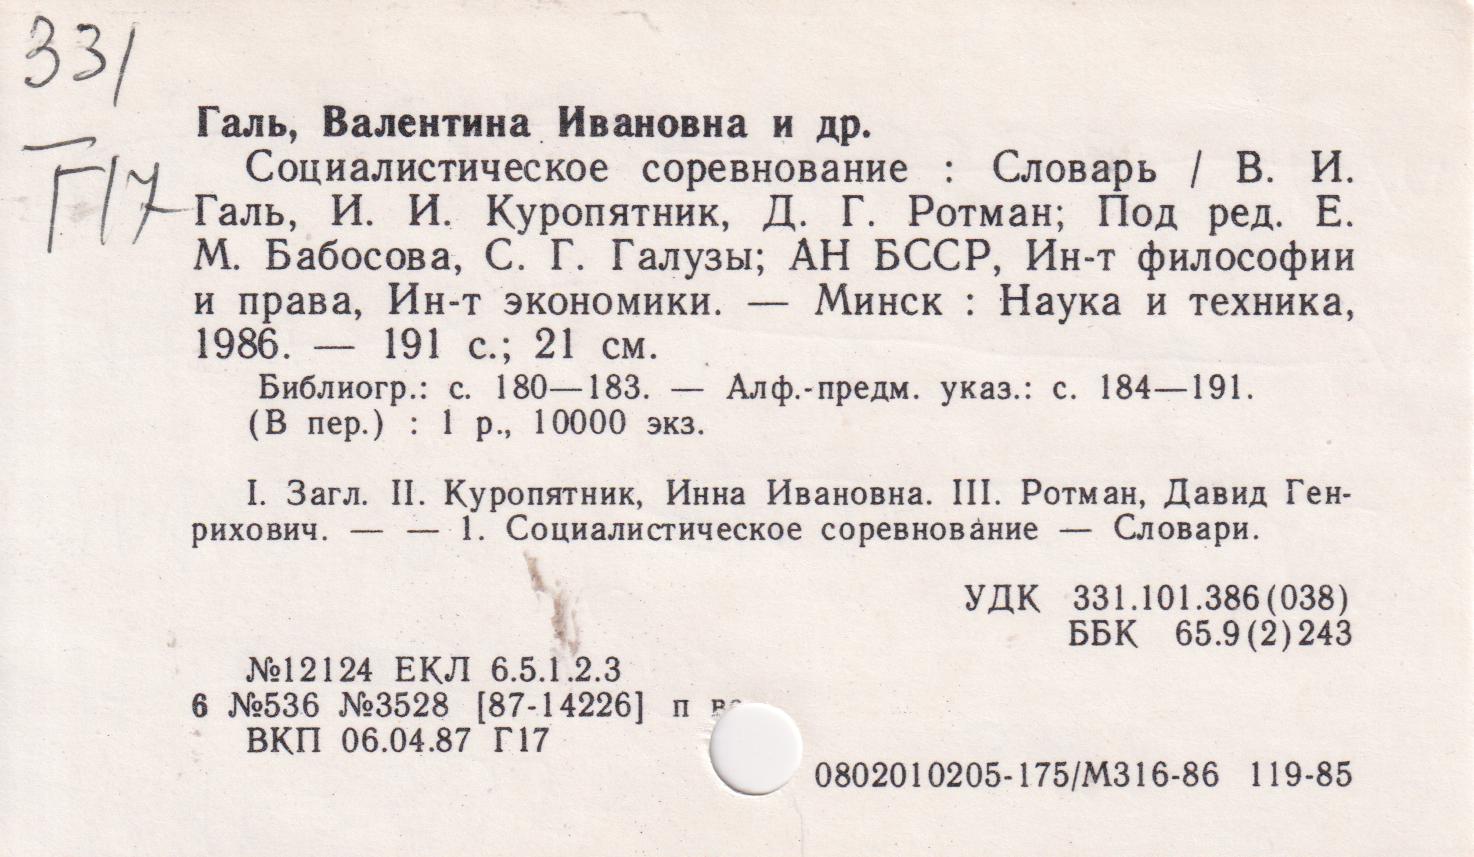 331
Г17
Галь, Валентина Ивановна и др.
Социалистическое соревнование : Словарь / В. И.
Галь, И. И. Куропятник, Д. Г. Ротман; Под ред. Е.
М. Бабосова, С. Г. Галузы; АН БССР, Ин-т философии
и права, Ин-т экономики. — Минск : Наука и техника,
1986. — 191 с.; 21 см.
Библиогр.: с. 180—183. — Алф.-предм. указ.: с. 184—191.
(В пер.) : 1 р., 10000 экз.
I. Загл. II. Куропятник, Инна Ивановна. III. Ротман, Давид Ген-
рихович. — — 1. Социалистическое соревнование — Словари.
УДК 331.101.386(038)
ББК 65.9(2)243
№12124 ЕКЛ 6.5.1.2.3
6 №536 №3528 [87-14226] п
ВКП 06.04.87 Г17
0802010205-175/М316-86 119-85